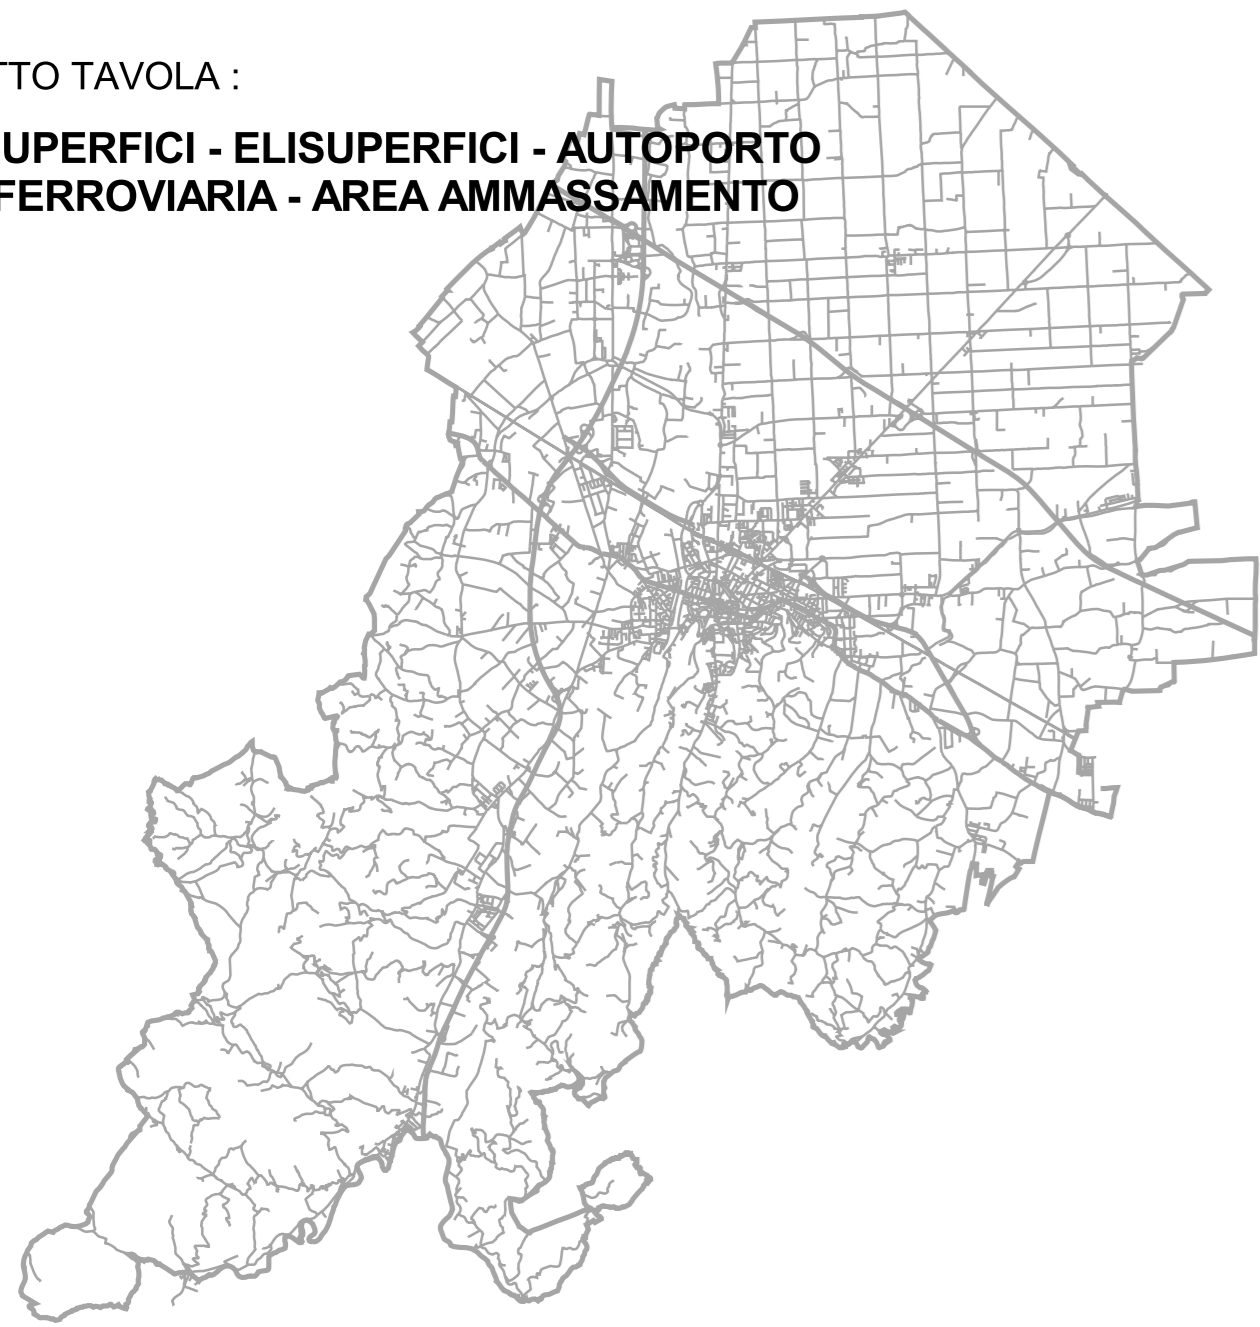 TTO TAVOLA :
UPERFICI - ELISUPERFICI - AUTOPORTO
FERROVIARIA - AREA AMMASSAMENTO